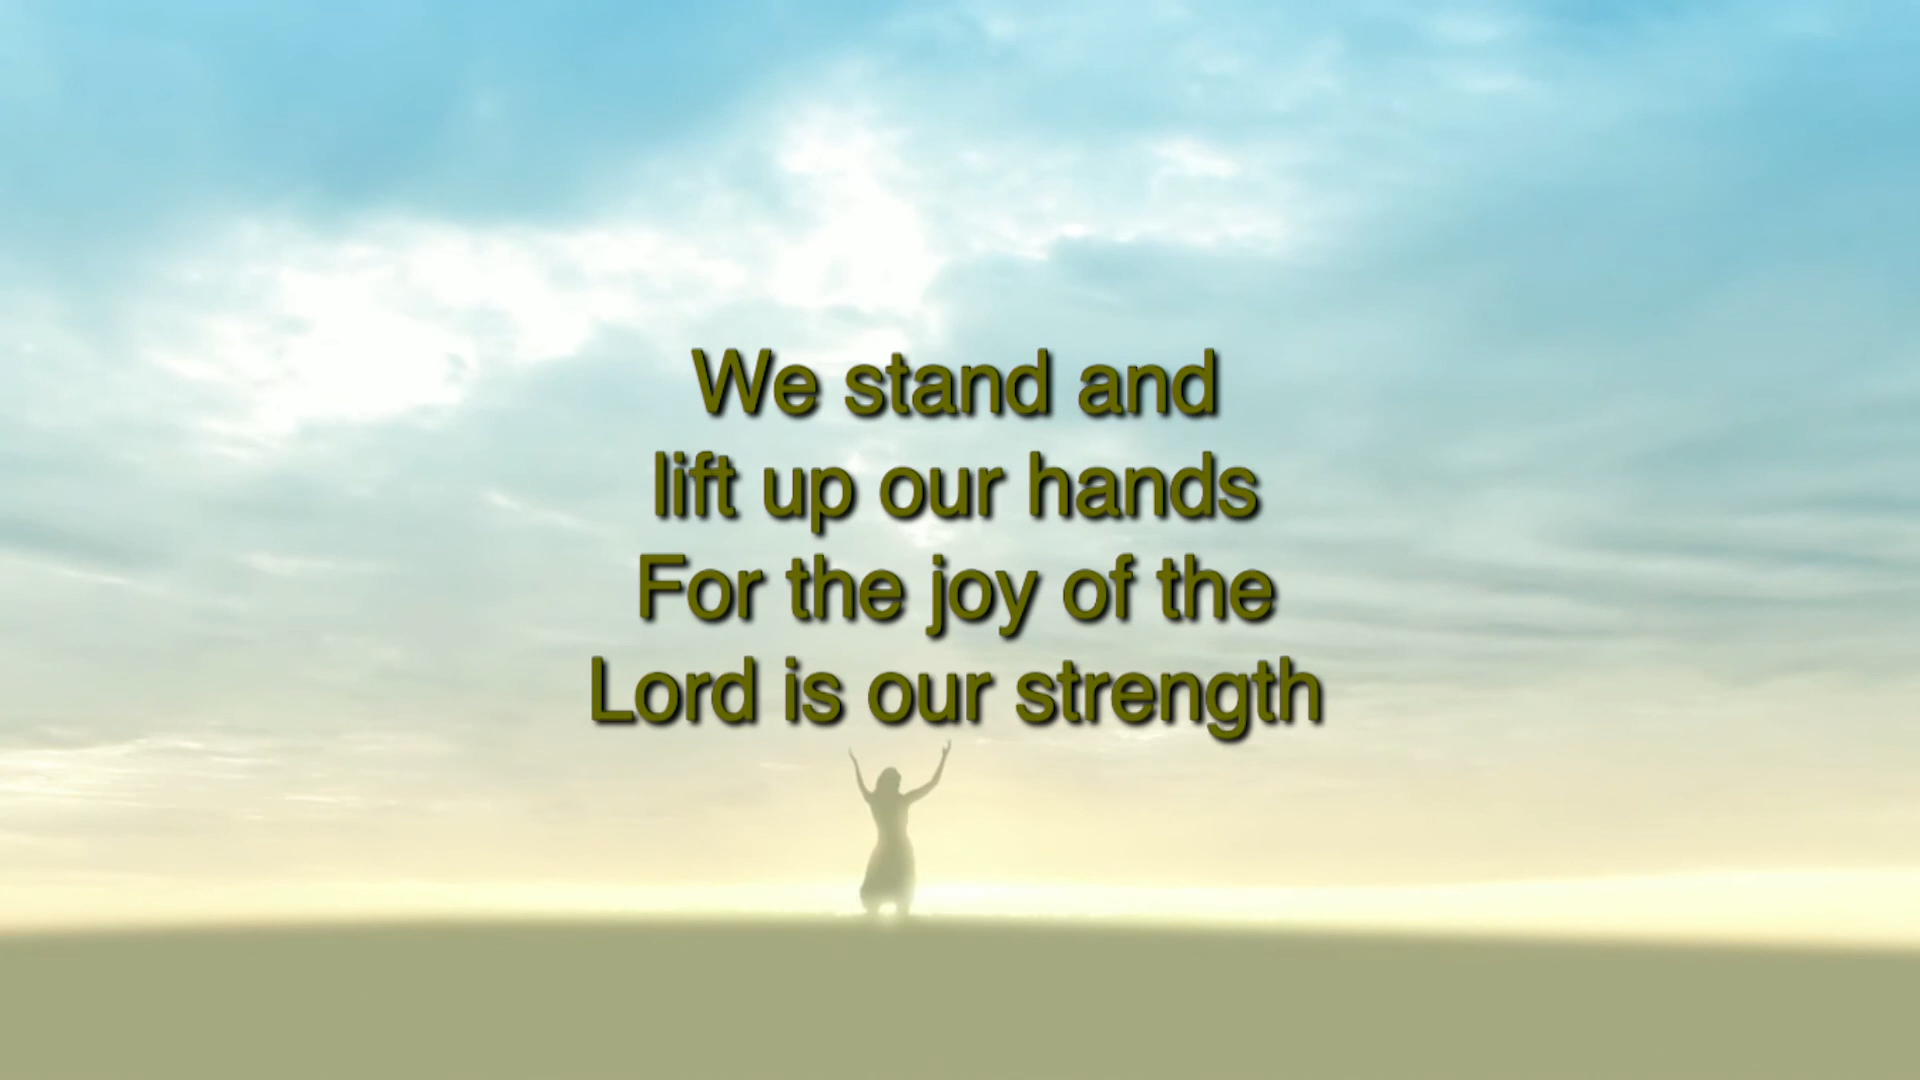 We stand and
lift up our hands
For the joy of the
Lord is our strength